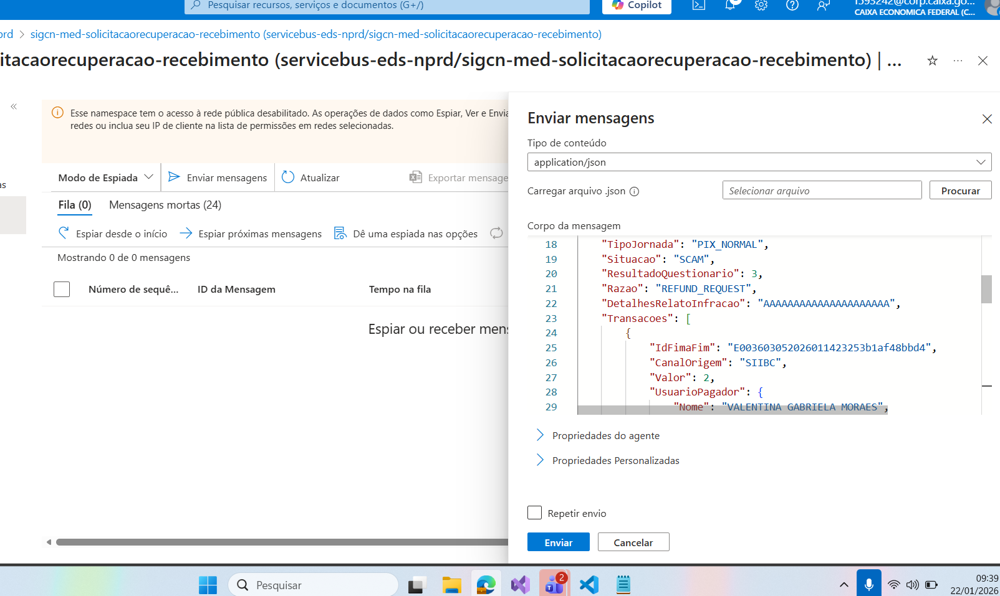 Pesquisar recursos, serviços e documentos (G+/)
Copilot
CAIXA ECONOMICA FEDERAL (C...
prd > sigcn-med-solicitacaorecuperacao-recebimento (servicebus-eds-nprd/sigcn-med-solicitacaorecuperacao-recebimento)
itacaorecuperacao-recebimento (servicebus-eds-nprd/sigcn-med-solicitacaorecuperacao-recebimento) | ...
Esse namespace tem o acesso à rede pública desabilitado. As operações de dados como Espiar, Ver e Envia
redes ou inclua seu IP de cliente na lista de permissões em redes selecionadas.
Modo de Espiada
Enviar mensagens
Atualizar
Exportar mensage
as
Fila (0)
Mensagens mortas (24)
Espiar desde o início
Espiar próximas mensagens
Dê uma espiada nas opções
Mostrando 0 de 0 mensagens
Número de sequê...
ID da Mensagem
Tempo na fila
Espiar ou receber mens
Enviar mensagens
Tipo de conteúdo
application/json
Carregar arquivo .json
Selecionar arquivo
Procurar
Corpo da mensagem
18 "TipoJornada": "PIX_NORMAL",
19 "Situacao": "SCAM",
20 "ResultadoQuestionario": 3,
21 "Razao": "REFUND_REQUEST",
22 "DetalhesRelatoInfracao": "AAAAAAAAAAAAAAAAAAAAA",
23 "Transacoes": [
24 {
25 "IdFimaFim": "E00360305202601142325​3b1af48bbd4",
26 "CanalOrigem": "SIIBC",
27 "Valor": 2,
28 "UsuarioPagador": {
29 "Nome": "VALENTINA GABRIELA MORAES",
Propriedades do agente
Propriedades Personalizadas
Repetir envio
Enviar
Cancelar
Pesquisar
2
09:39
22/01/2026